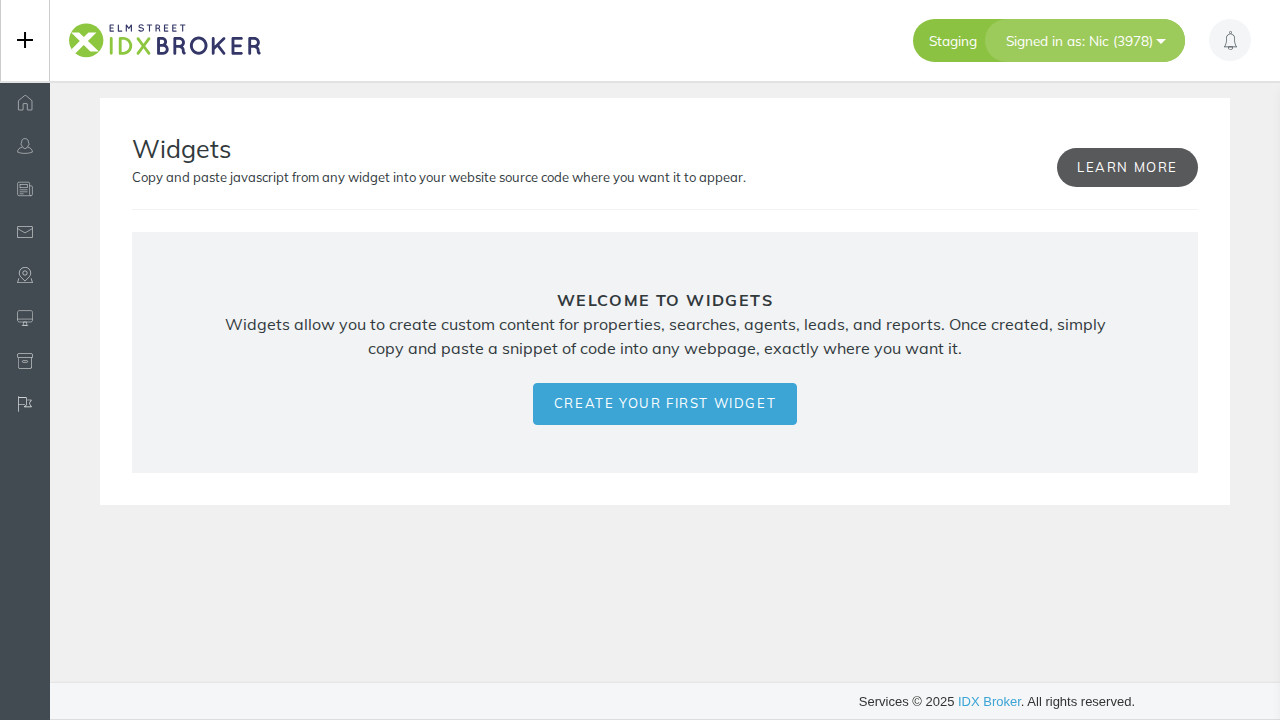 ELM STREET
IDXBROKER
Staging
Signed in as: Nic (3978)
Widgets
Copy and paste javascript from any widget into your website source code where you want it to appear.
LEARN MORE
WELCOME TO WIDGETS
Widgets allow you to create custom content for properties, searches, agents, leads, and reports. Once created, simply
copy and paste a snippet of code into any webpage, exactly where you want it.
CREATE YOUR FIRST WIDGET
Services © 2025 IDX Broker. All rights reserved.